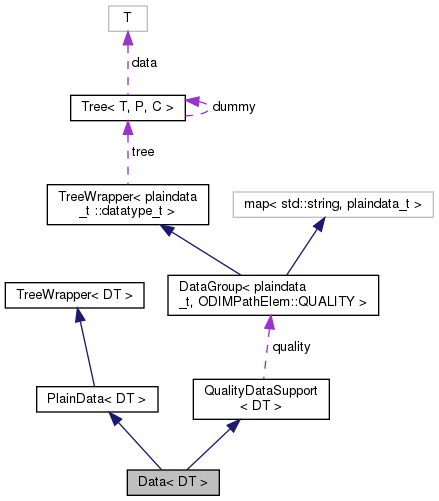 T
data
Tree< T, P, C >
dummy
tree
TreeWrapper< plaindata
_t ::datatype_t >
map< std::string, plaindata_t >
TreeWrapper< DT >
DataGroup< plaindata
_t, ODIMPathElem::QUALITY >
quality
PlainData< DT >
QualityDataSupport
< DT >
Data< DT >